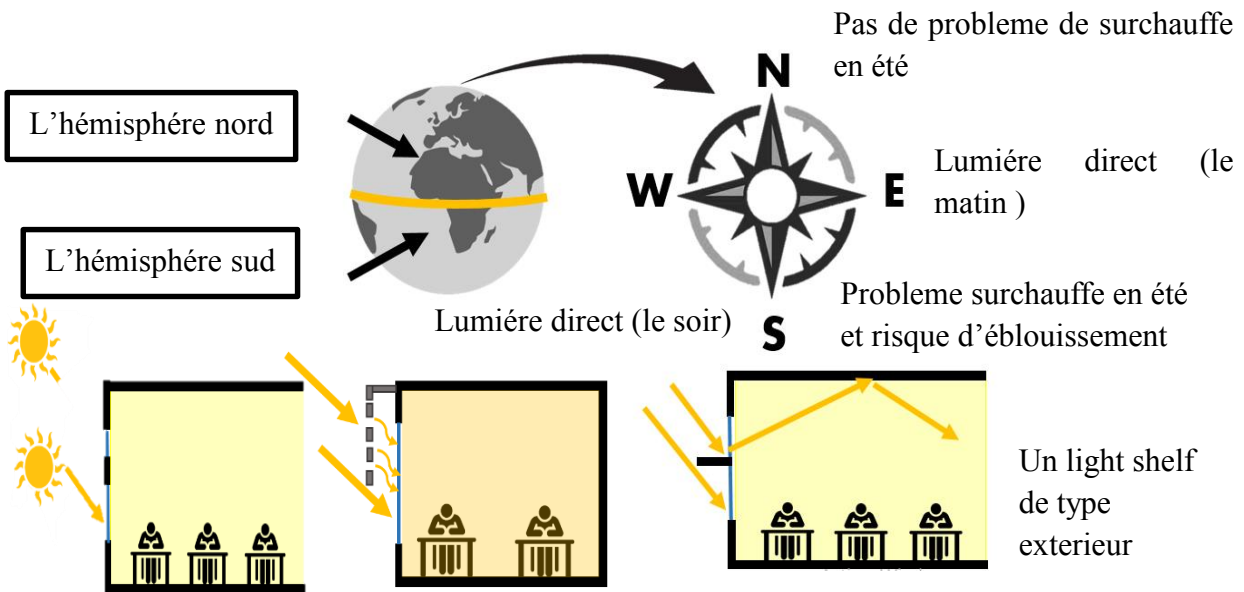 Pas de probleme de surchauffe
en été
N
L'hémisphére nord
W
E
Lumiére direct (le
matin )
L'hémisphére sud
Lumiére direct (le soir)
S
Probleme surchauffe en été
et risque d'éblouissement
Un light shelf
de type
exterieur